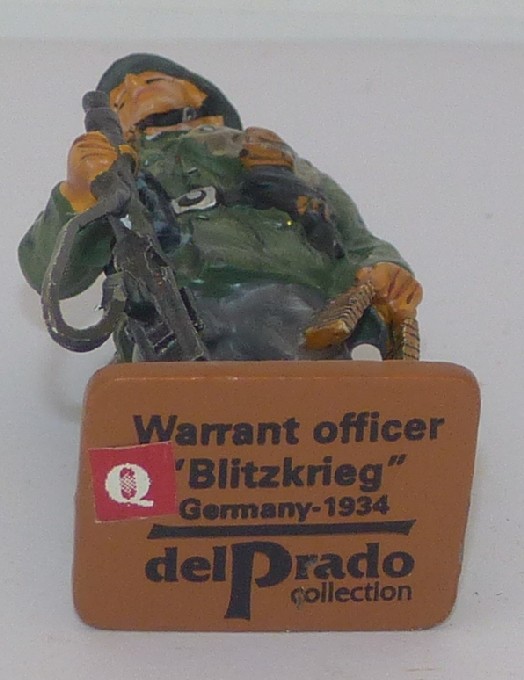 Warrant officer
"Blitzkrieg"
Germany-1934
delPrado
collection
Q